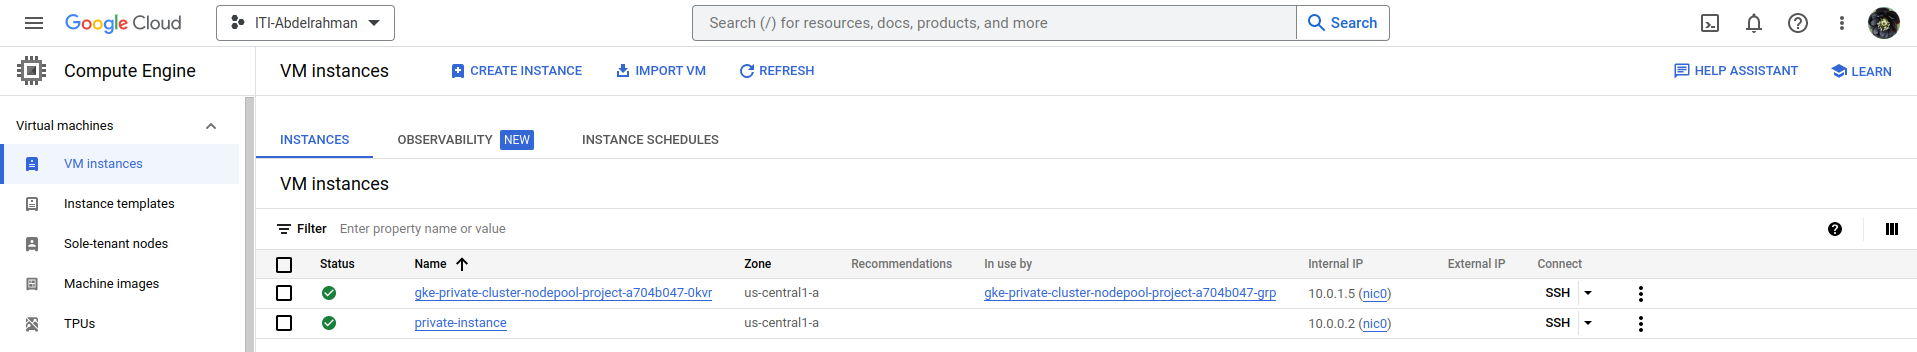 Google Cloud
ITI-Abdelrahman
Search (/) for resources, docs, products, and more
Search
Compute Engine
VM instances
CREATE INSTANCE
IMPORT VM
REFRESH
HELP ASSISTANT
LEARN
Virtual machines
VM instances
Instance templates
Sole-tenant nodes
Machine images
TPUs
INSTANCES
OBSERVABILITY NEW
INSTANCE SCHEDULES
VM instances
Filter Enter property name or value
Status Name Zone Recommendations In use by Internal IP External IP Connect
gke-private-cluster-nodepool-project-a704b047-0kvr us-central1-a gke-private-cluster-nodepool-project-a704b047-grp 10.0.1.5 (nic0) SSH
private-instance us-central1-a 10.0.0.2 (nic0) SSH